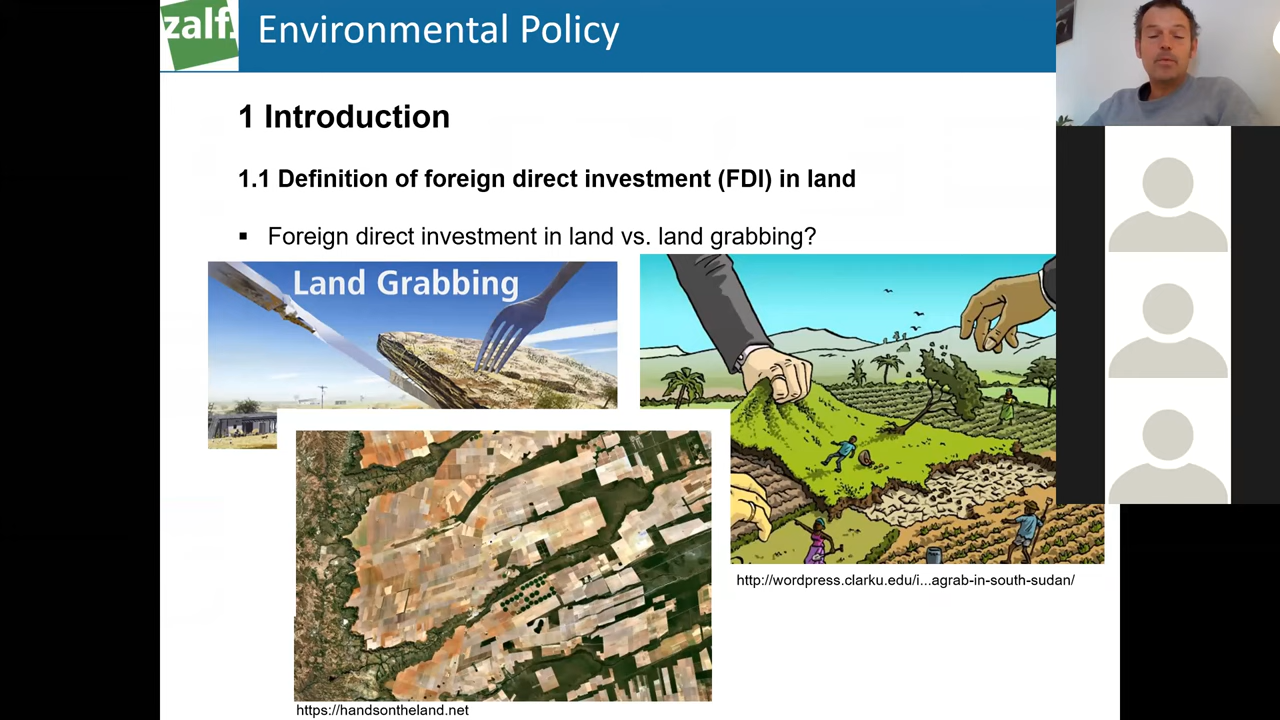 zalf.
Environmental Policy
1 Introduction
1.1 Definition of foreign direct investment (FDI) in land
▪ Foreign direct investment in land vs. land grabbing?
Land Grabbing
http://wordpress.clarku.edu/i...agrab-in-south-sudan/
https://handsontheland.net